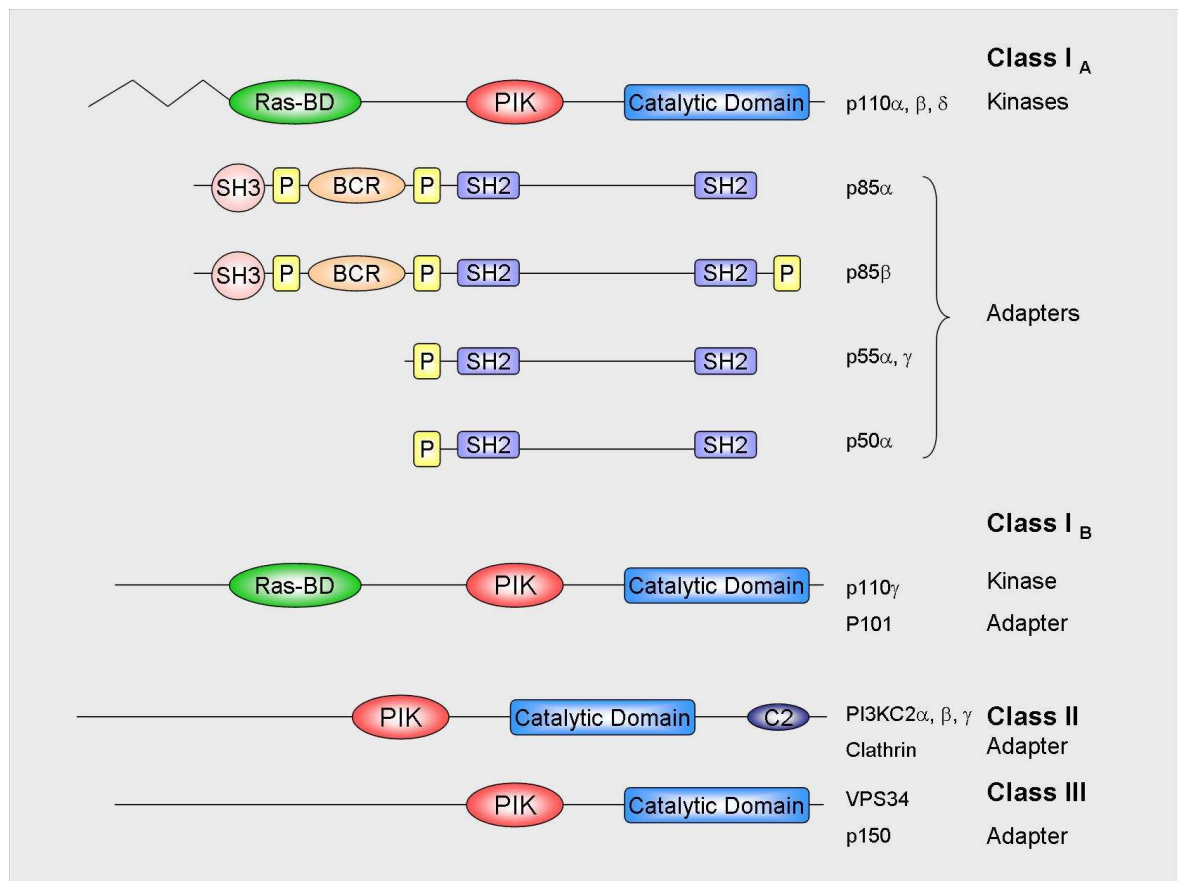 Class I A
Ras-BD PIK Catalytic Domain p110α, β, δ Kinases
SH3 P BCR P SH2 SH2 p85α
SH3 P BCR P SH2 SH2 P p85β
Adapters
P SH2 SH2 p55α, γ
P SH2 SH2 p50α
Class I B
Ras-BD PIK Catalytic Domain p110γ Kinase
P101 Adapter
PIK Catalytic Domain C2 PI3KC2α, β, γ Class II
Clathrin Adapter
PIK Catalytic Domain VPS34 Class III
p150 Adapter